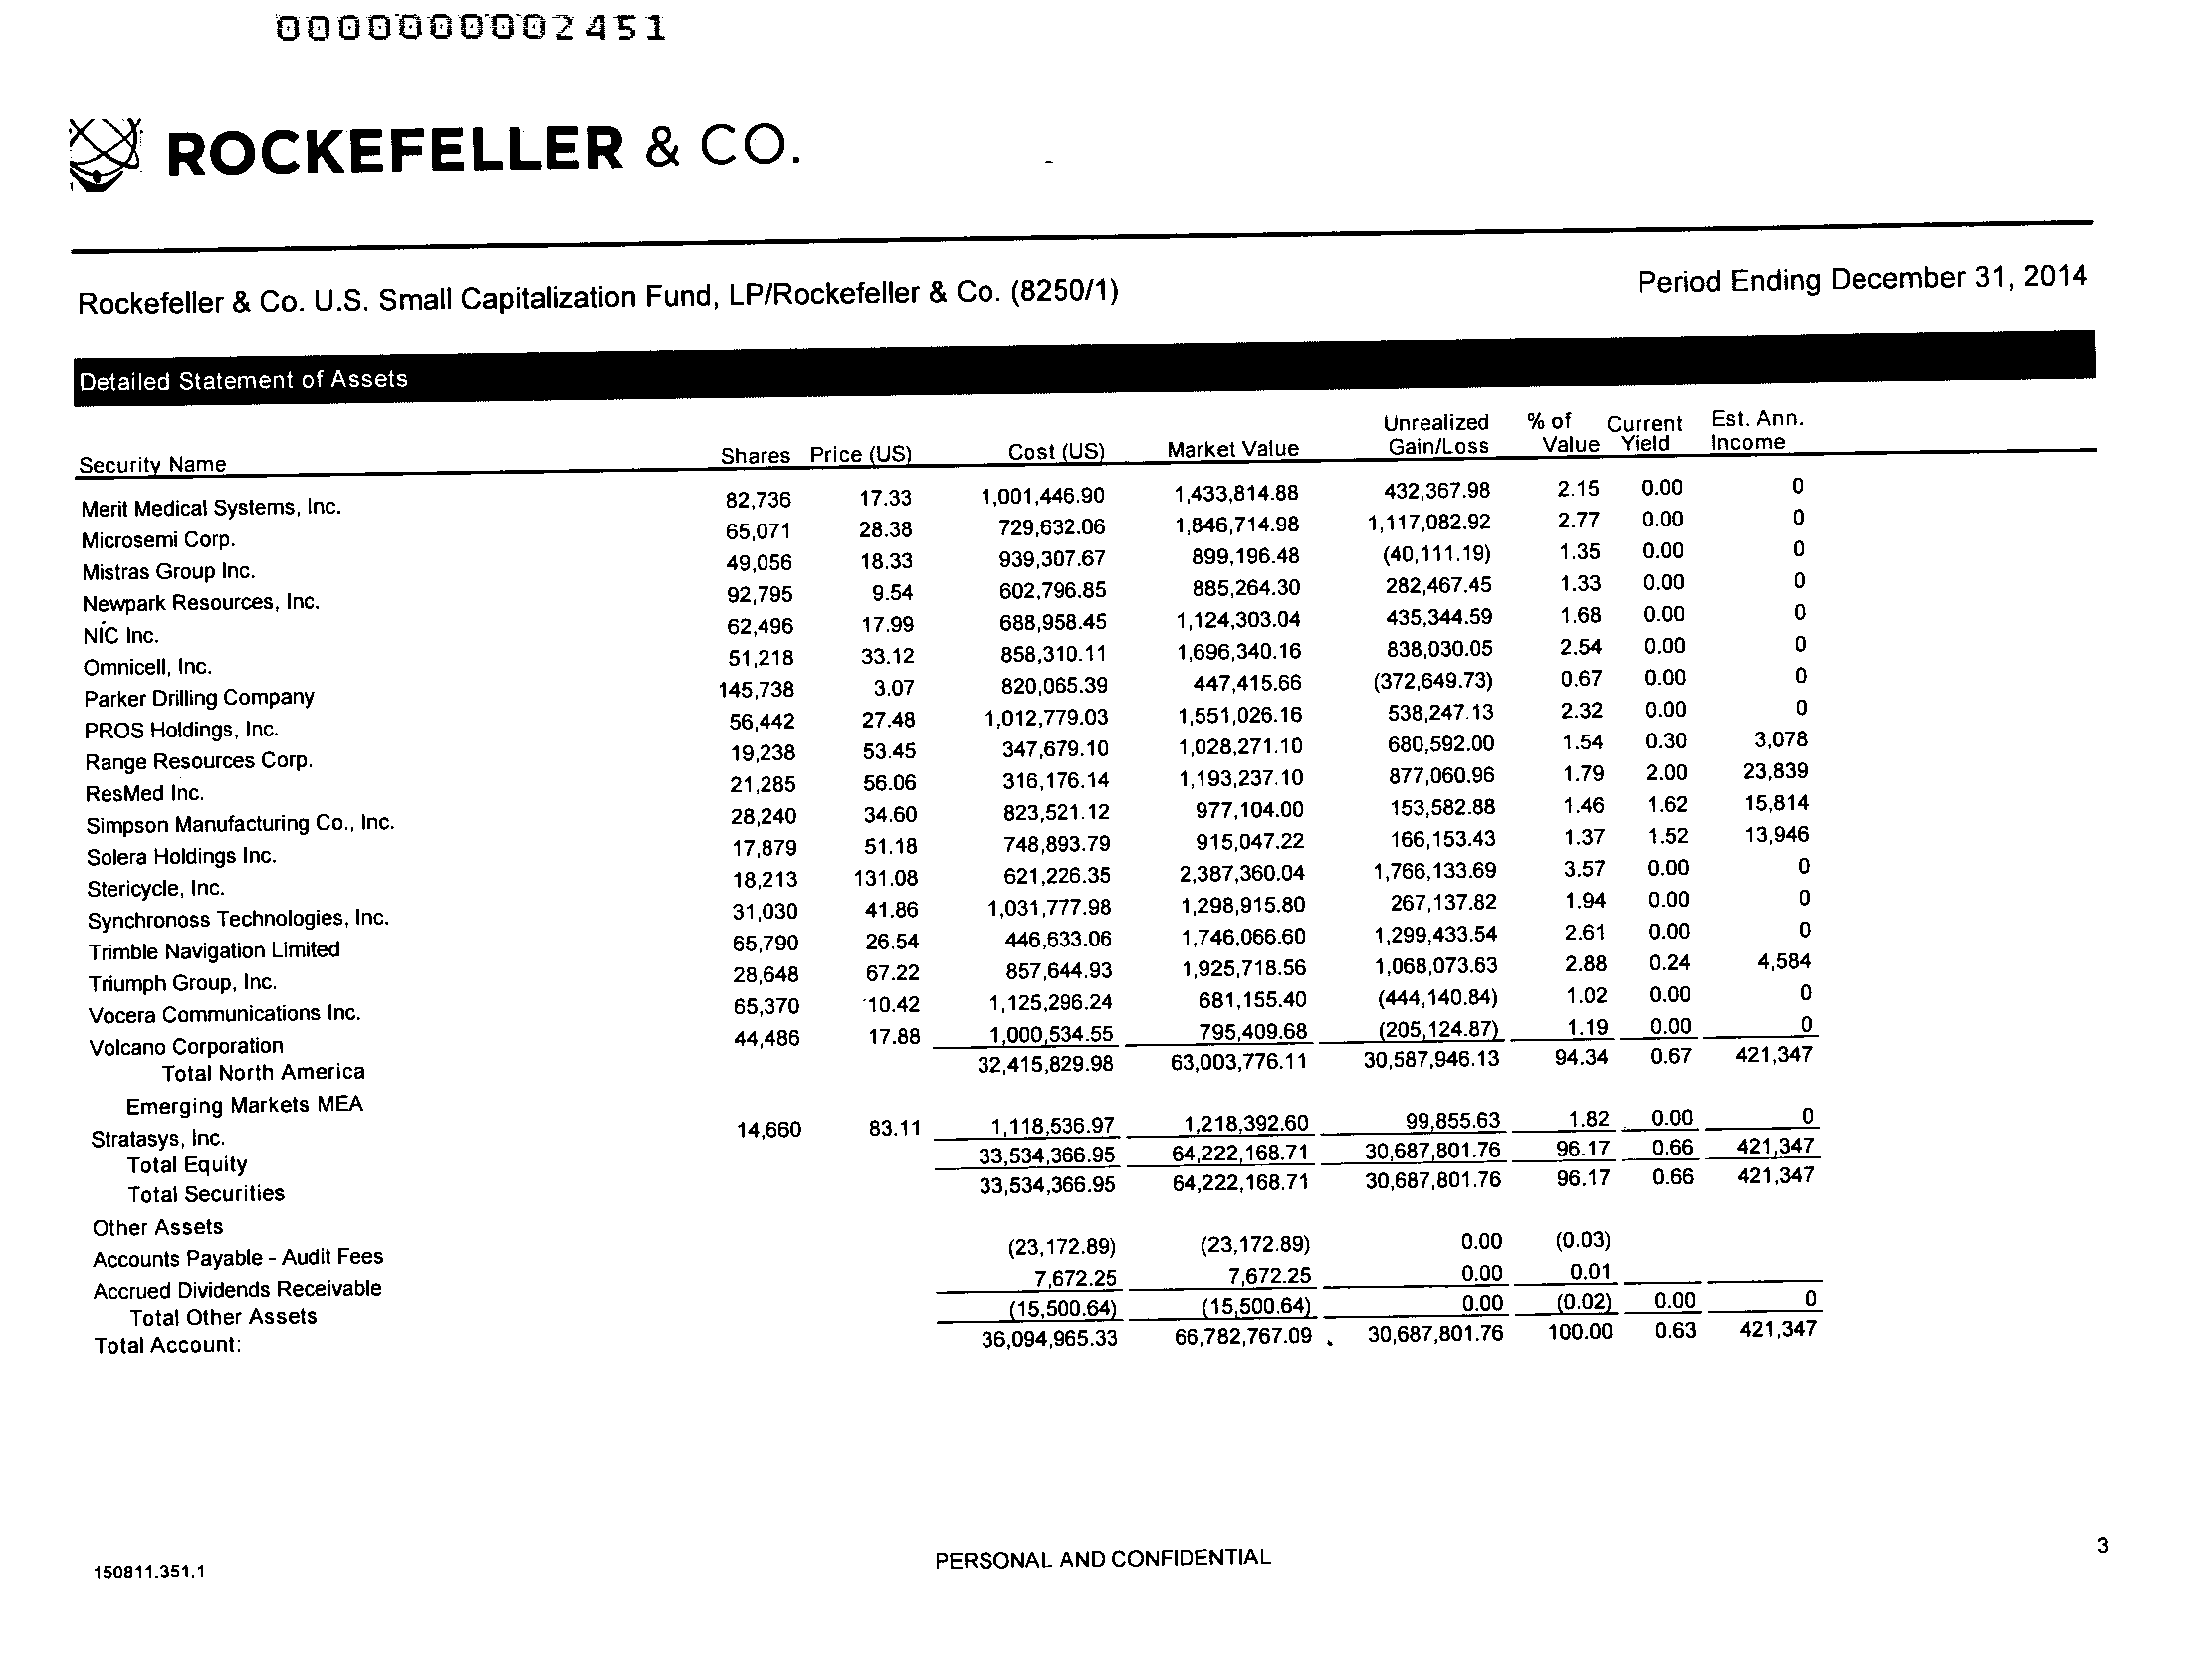 0000000002451
ROCKEFELLER & CO.
Rockefeller & Co. U.S. Small Capitalization Fund, LP/Rockefeller & Co. (8250/1) Period Ending December 31, 2014
Detailed Statement of Assets
Unrealized % of Current Est. Ann.
Security Name Shares Price (US) Cost (US) Market Value Gain/Loss Value Yield Income
Merit Medical Systems, Inc. 82,736 17.33 1,001,446.90 1,433,814.88 432,367.98 2.15 0.00 0
Microsemi Corp. 65,071 28.38 729,632.06 1,846,714.98 1,117,082.92 2.77 0.00 0
Mistras Group Inc. 49,056 18.33 939,307.67 899,196.48 (40,111.19) 1.35 0.00 0
Newpark Resources, Inc. 92,795 9.54 602,796.85 885,264.30 282,467.45 1.33 0.00 0
NIC Inc. 62,496 17.99 688,958.45 1,124,303.04 435,344.59 1.68 0.00 0
Omnicell, Inc. 51,218 33.12 858,310.11 1,696,340.16 838,030.05 2.54 0.00 0
Parker Drilling Company 145,738 3.07 820,065.39 447,415.66 (372,649.73) 0.67 0.00 0
PROS Holdings, Inc. 56,442 27.48 1,012,779.03 1,551,026.16 538,247.13 2.32 0.00 0
Range Resources Corp. 19,238 53.45 347,679.10 1,028,271.10 680,592.00 1.54 0.30 3,078
ResMed Inc. 21,285 56.06 316,176.14 1,193,237.10 877,060.96 1.79 2.00 23,839
Simpson Manufacturing Co., Inc. 28,240 34.60 823,521.12 977,104.00 153,582.88 1.46 1.62 15,814
Solera Holdings Inc. 17,879 51.18 748,893.79 915,047.22 166,153.43 1.37 1.52 13,946
Stericycle, Inc. 18,213 131.08 621,226.35 2,387,360.04 1,766,133.69 3.57 0.00 0
Synchronoss Technologies, Inc. 31,030 41.86 1,031,777.98 1,298,915.80 267,137.82 1.94 0.00 0
Trimble Navigation Limited 65,790 26.54 446,633.06 1,746,066.60 1,299,433.54 2.61 0.00 0
Triumph Group, Inc. 28,648 67.22 857,644.93 1,925,718.56 1,068,073.63 2.88 0.24 4,584
Vocera Communications Inc. 65,370 10.42 1,125,296.24 681,155.40 (444,140.84) 1.02 0.00 0
Volcano Corporation 44,486 17.88 1,000,534.55 795,409.68 (205,124.87) 1.19 0.00 0
Total North America 32,415,829.98 63,003,776.11 30,587,946.13 94.34 0.67 421,347
Emerging Markets MEA
Stratasys, Inc. 14,660 83.11 1,118,536.97 1,218,392.60 99,855.63 1.82 0.00 0
Total Equity 33,534,366.95 64,222,168.71 30,687,801.76 96.17 0.66 421,347
Total Securities 33,534,366.95 64,222,168.71 30,687,801.76 96.17 0.66 421,347
Other Assets
Accounts Payable - Audit Fees (23,172.89) (23,172.89) 0.00 (0.03)
Accrued Dividends Receivable 7,672.25 7,672.25 0.00 0.01
Total Other Assets (15,500.64) (15,500.64) 0.00 (0.02) 0.00 0
Total Account: 36,094,965.33 66,782,767.09 30,687,801.76 100.00 0.63 421,347
150811.351.1 PERSONAL AND CONFIDENTIAL 3